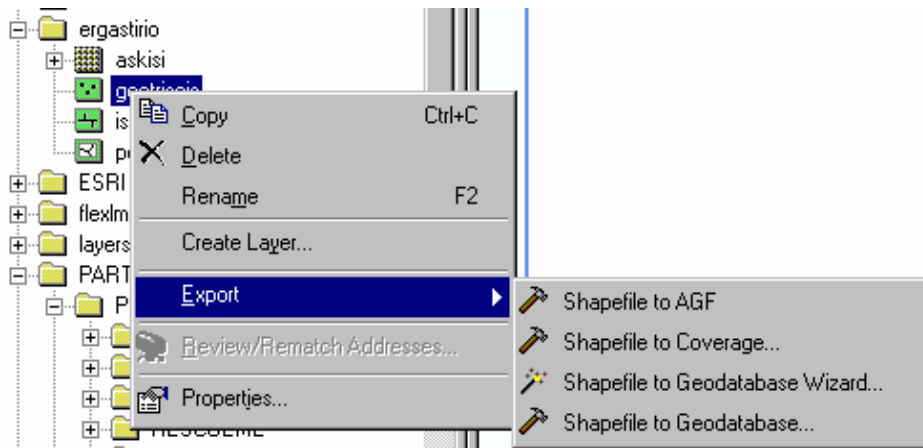 ergastirio
askisi
is
ESRI
flexlm
layers
PART
P
Copy Ctrl+C
Delete
Rename F2
Create Layer...
Export
Review/Rematch Addresses...
Properties...
Shapefile to AGF
Shapefile to Coverage...
Shapefile to Geodatabase Wizard...
Shapefile to Geodatabase...